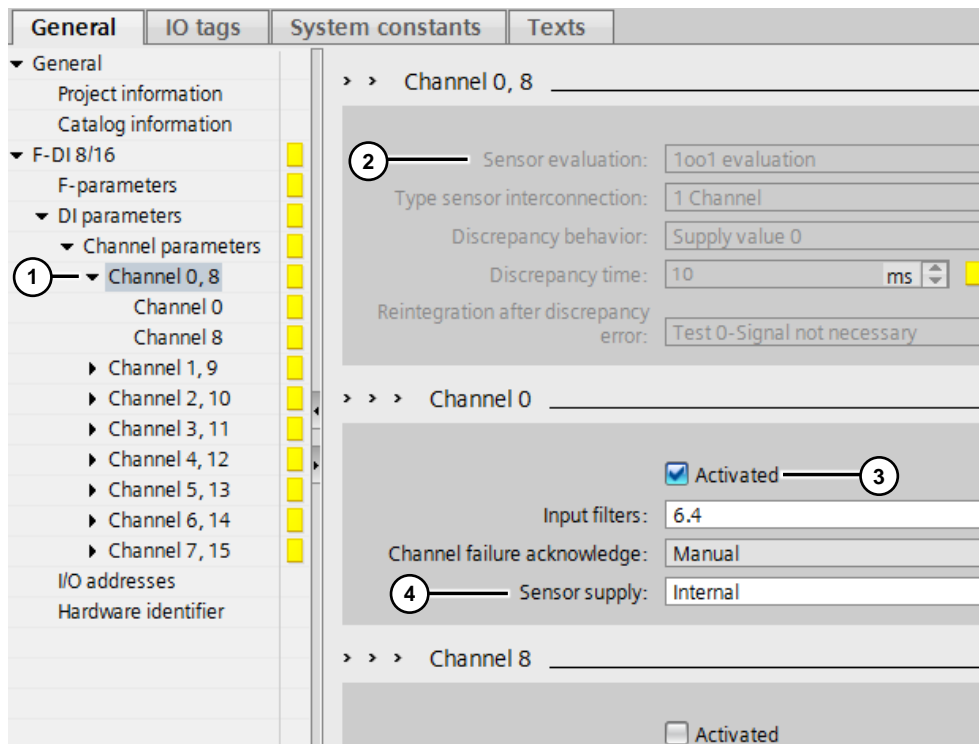 General IO tags System constants Texts
General
Project information
Catalog information
F-DI 8/16
F-parameters
DI parameters
Channel parameters
1 Channel 0, 8
Channel 0
Channel 8
Channel 1, 9
Channel 2, 10
Channel 3, 11
Channel 4, 12
Channel 5, 13
Channel 6, 14
Channel 7, 15
I/O addresses
Hardware identifier
> > Channel 0, 8
2 Sensor evaluation: 1oo1 evaluation
Type sensor interconnection: 1 Channel
Discrepancy behavior: Supply value 0
Discrepancy time: 10 ms
Reintegration after discrepancy
error: Test 0-Signal not necessary
> > > Channel 0
Activated 3
Input filters: 6.4
Channel failure acknowledge: Manual
4 Sensor supply: Internal
> > > Channel 8
Activated